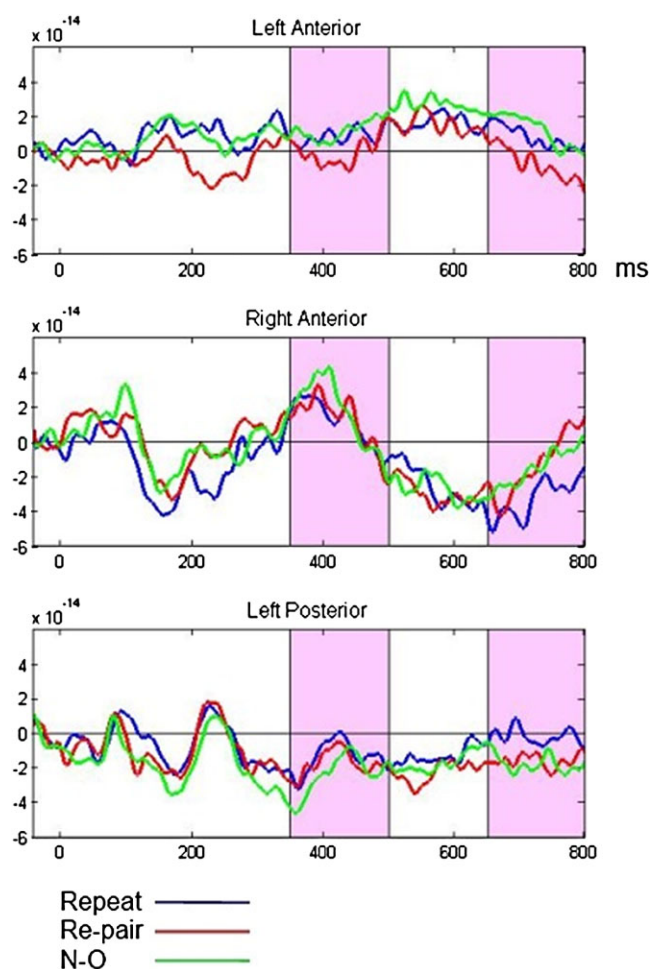 x 10⁻¹⁴
Left Anterior
4
2
0
-2
-4
-6
0 200 400 600 800 ms
x 10⁻¹⁴
Right Anterior
4
2
0
-2
-4
-6
0 200 400 600 800
x 10⁻¹⁴
Left Posterior
4
2
0
-2
-4
-6
0 200 400 600 800
Repeat
Re-pair
N-O